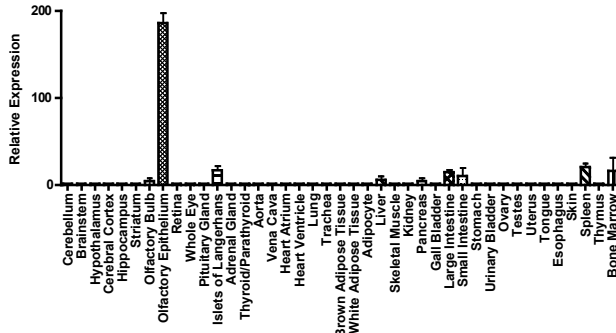 Relative Expression
200
100
0
Cerebellum
Brainstem
Hypothalamus
Cerebral Cortex
Hippocampus
Striatum
Olfactory Bulb
Olfactory Epithelium
Retina
Whole Eye
Pituitary Gland
Islets of Langerhans
Adrenal Gland
Thyroid/Parathyroid
Aorta
Vena Cava
Heart Atrium
Heart Ventricle
Lung
Trachea
Brown Adipose Tissue
White Adipose Tissue
Adipocyte
Liver
Skeletal Muscle
Kidney
Pancreas
Gall Bladder
Large Intestine
Small Intestine
Stomach
Urinary Bladder
Ovary
Testes
Uterus
Tongue
Esophagus
Skin
Spleen
Thymus
Bone Marrow